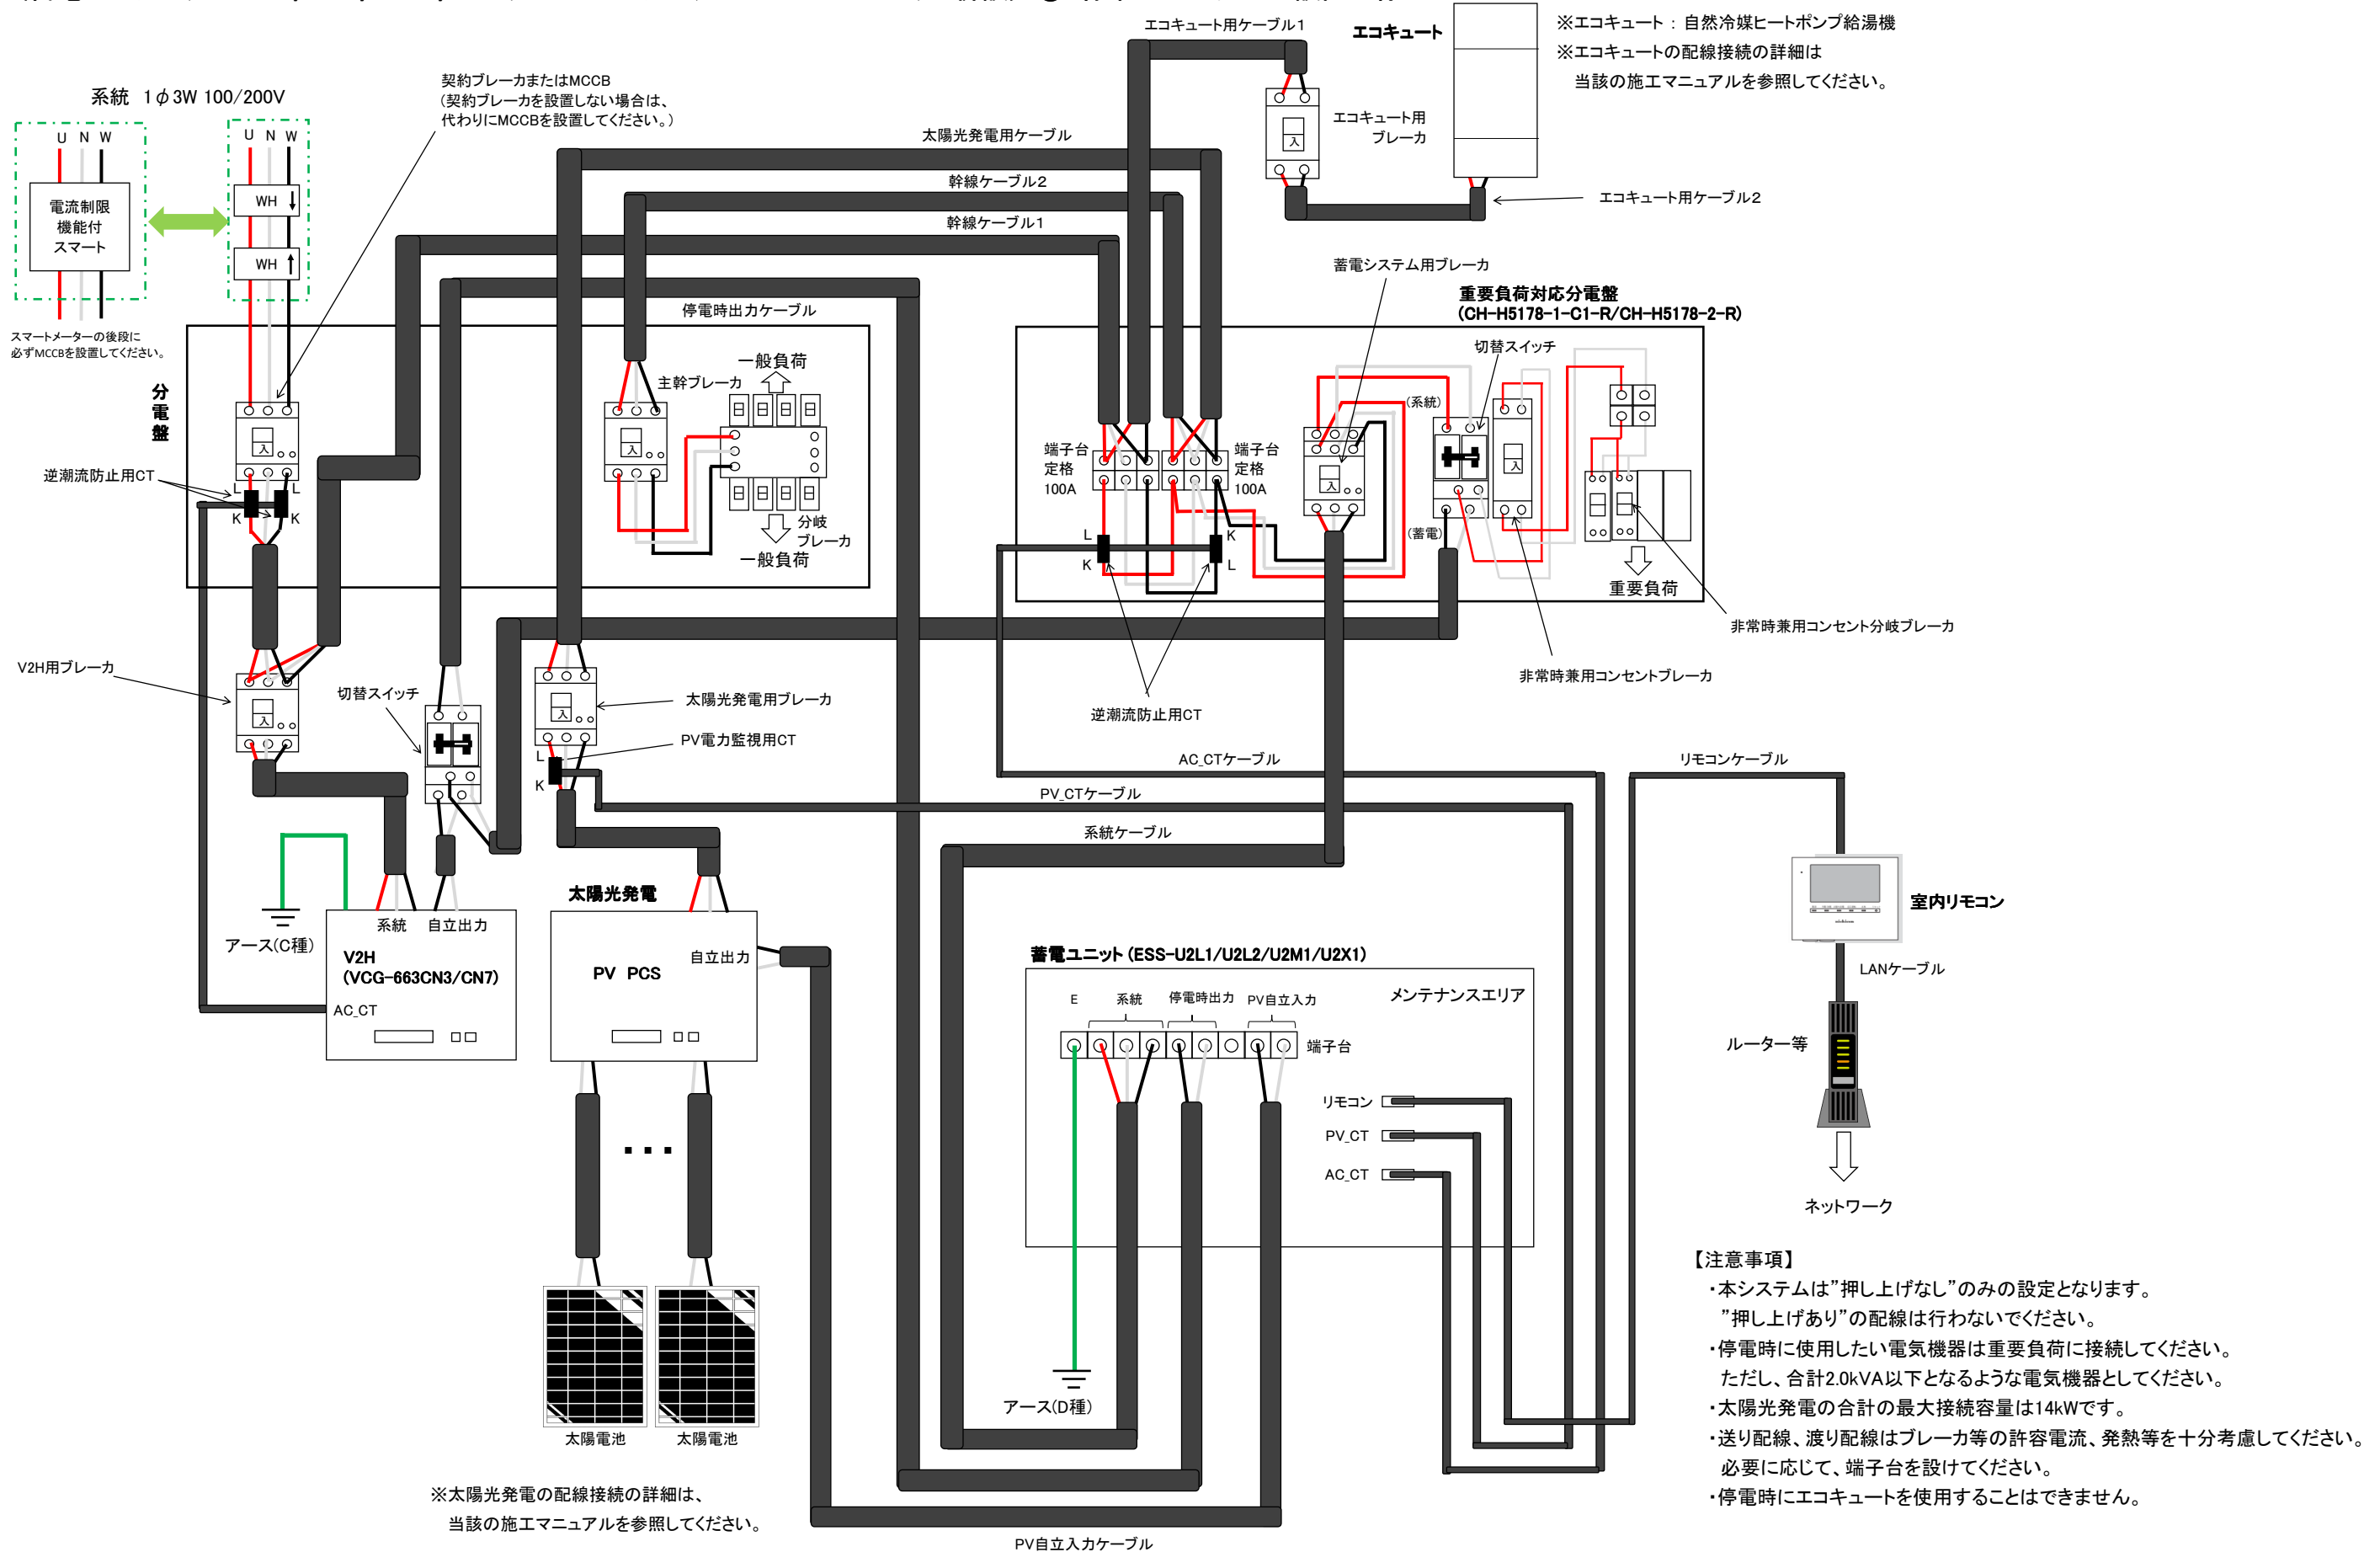 エコキュート用ケーブル1
エコキュート
※エコキュート：自然冷媒ヒートポンプ給湯機
※エコキュートの配線接続の詳細は
当該の施工マニュアルを参照してください。
契約ブレーカまたはMCCB
（契約ブレーカを設置しない場合は、
代わりにMCCBを設置してください。）
系統 1φ3W 100/200V
U N W
U N W
電流制限
機能付
スマート
WH
WH
スマートメーターの後段に
必ずMCCBを設置してください。
エコキュート用
ブレーカ
入
エコキュート用ケーブル2
太陽光発電用ケーブル
幹線ケーブル2
幹線ケーブル1
停電時出力ケーブル
蓄電システム用ブレーカ
重要負荷対応分電盤
(CH-H5178-1-C1-R/CH-H5178-2-R)
切替スイッチ
分電盤
入
逆潮流防止用CT
L
L
K
K
主幹ブレーカ
入
一般負荷
分岐
ブレーカ
一般負荷
端子台
定格
100A
端子台
定格
100A
L
K
K
L
入
(系統)
(蓄電)
入
重要負荷
非常時兼用コンセント分岐ブレーカ
非常時兼用コンセントブレーカ
逆潮流防止用CT
V2H用ブレーカ
入
切替スイッチ
入
太陽光発電用ブレーカ
PV電力監視用CT
L
K
AC_CTケーブル
PV_CTケーブル
系統ケーブル
リモコンケーブル
室内リモコン
LANケーブル
ルーター等
ネットワーク
アース(C種)
系統
自立出力
V2H
(VCG-663CN3/CN7)
AC_CT
太陽光発電
PV PCS
自立出力
・・・
太陽電池
太陽電池
※太陽光発電の配線接続の詳細は、
当該の施工マニュアルを参照してください。
蓄電ユニット (ESS-U2L1/U2L2/U2M1/U2X1)
メンテナンスエリア
E
系統
停電時出力
PV自立入力
端子台
リモコン
PV_CT
AC_CT
アース(D種)
PV自立入力ケーブル
【注意事項】
・本システムは”押し上げなし”のみの設定となります。
”押し上げあり”の配線は行わないでください。
・停電時に使用したい電気機器は重要負荷に接続してください。
ただし、合計2.0kVA以下となるような電気機器としてください。
・太陽光発電の合計の最大接続容量は14kWです。
・送り配線、渡り配線はブレーカ等の許容電流、発熱等を十分考慮してください。
必要に応じて、端子台を設けてください。
・停電時にエコキュートを使用することはできません。